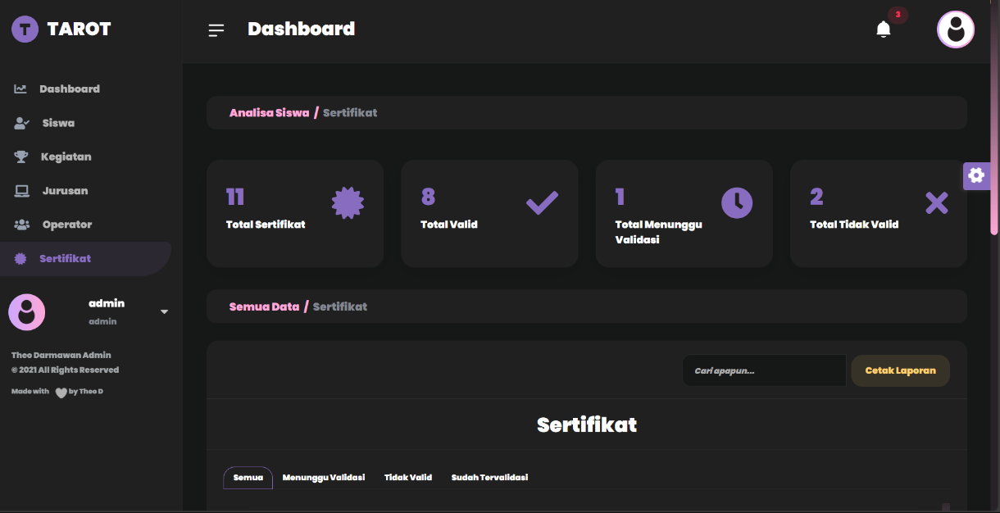 T TAROT
Dashboard
3
Dashboard
Siswa
Kegiatan
Jurusan
Operator
Sertifikat
admin
admin
Theo Darmawan Admin
© 2021 All Rights Reserved
Made with by Theo D
Analisa Siswa / Sertifikat
11
Total Sertifikat
8
Total Valid
1
Total Menunggu
Validasi
2
Total Tidak Valid
Semua Data / Sertifikat
Cari apapun...
Cetak Laporan
Sertifikat
Semua Menunggu Validasi Tidak Valid Sudah Tervalidasi